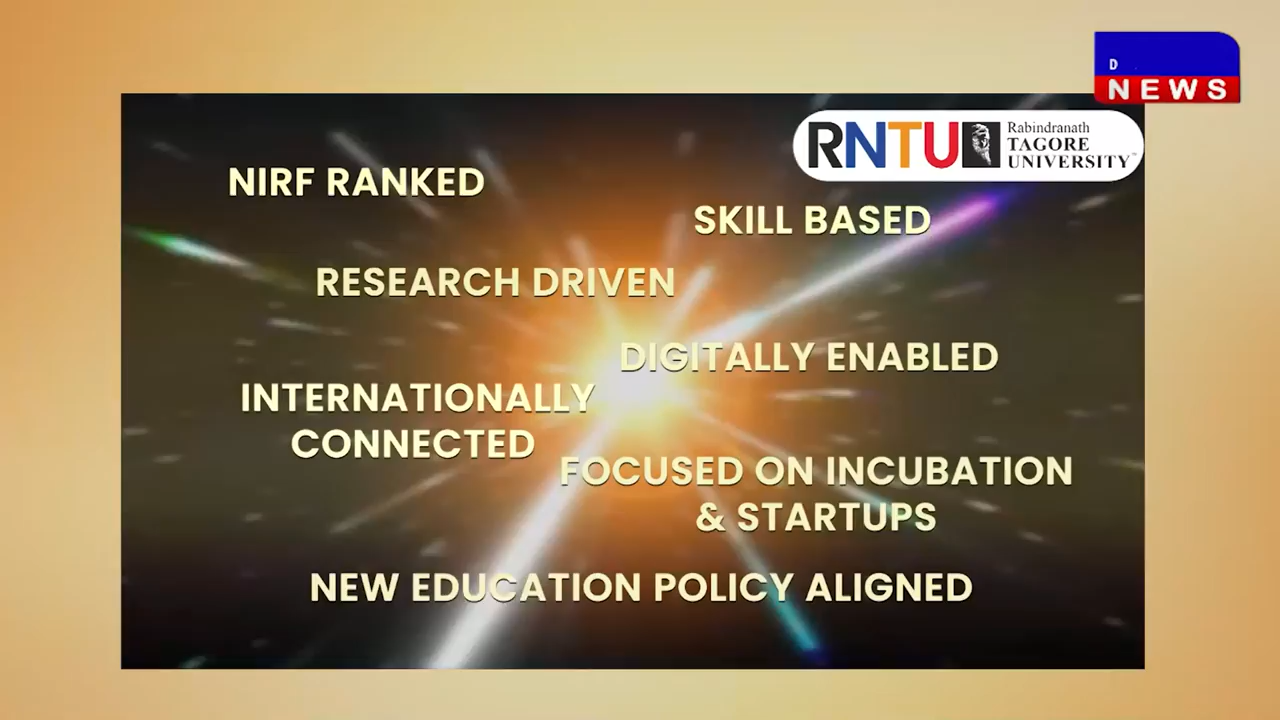 D
NEWS
RNTU
Rabindranath
TAGORE
UNIVERSITY™
NIRF RANKED
SKILL BASED
RESEARCH DRIVEN
DIGITALLY ENABLED
INTERNATIONALLY
CONNECTED
FOCUSED ON INCUBATION
& STARTUPS
NEW EDUCATION POLICY ALIGNED